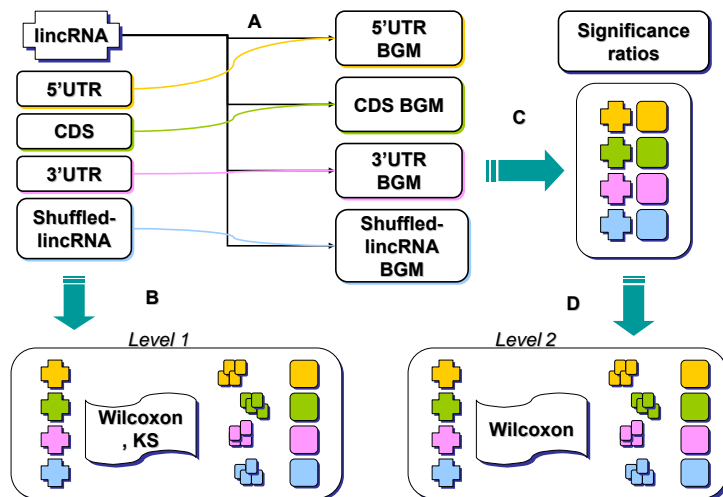 lincRNA
A
5'UTR
BGM
Significance
ratios
5'UTR
CDS
CDS BGM
C
3'UTR
3'UTR
BGM
Shuffled-
lincRNA
Shuffled-
lincRNA
BGM
B
D
Level 1
Level 2
Wilcoxon
, KS
Wilcoxon